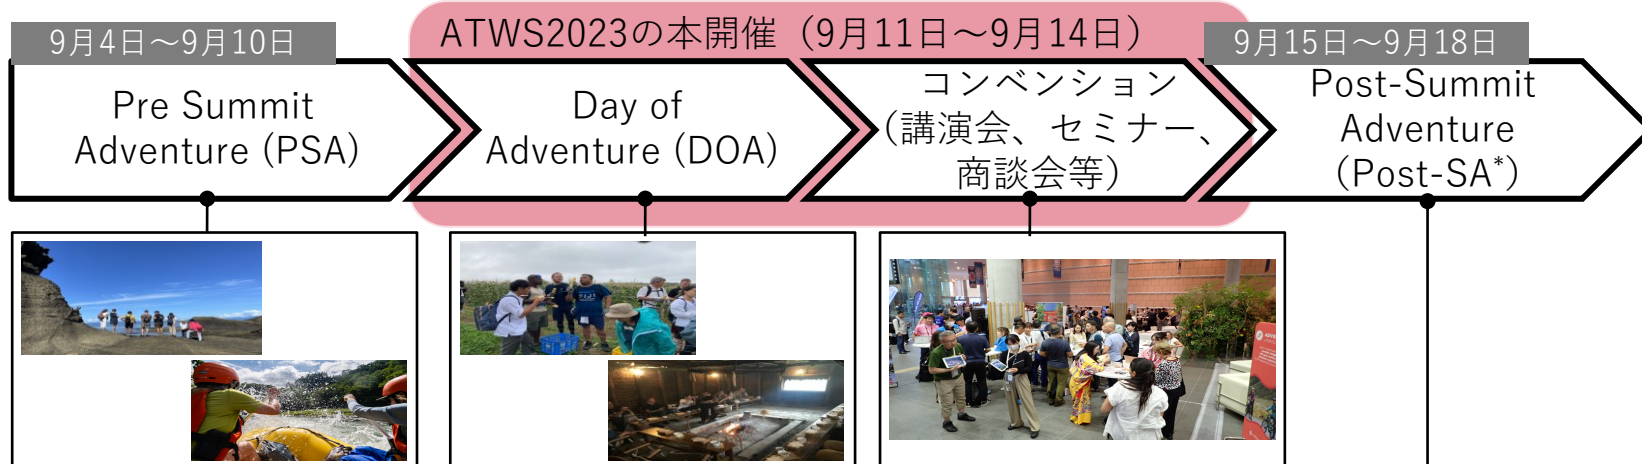 9月4日～9月10日
ATWS2023の本開催（9月11日～9月14日）
9月15日～9月18日
Pre Summit
Adventure (PSA)
Day of
Adventure (DOA)
コンベンション
（講演会、セミナー、
商談会等）
Post-Summit
Adventure
(Post-SA*)